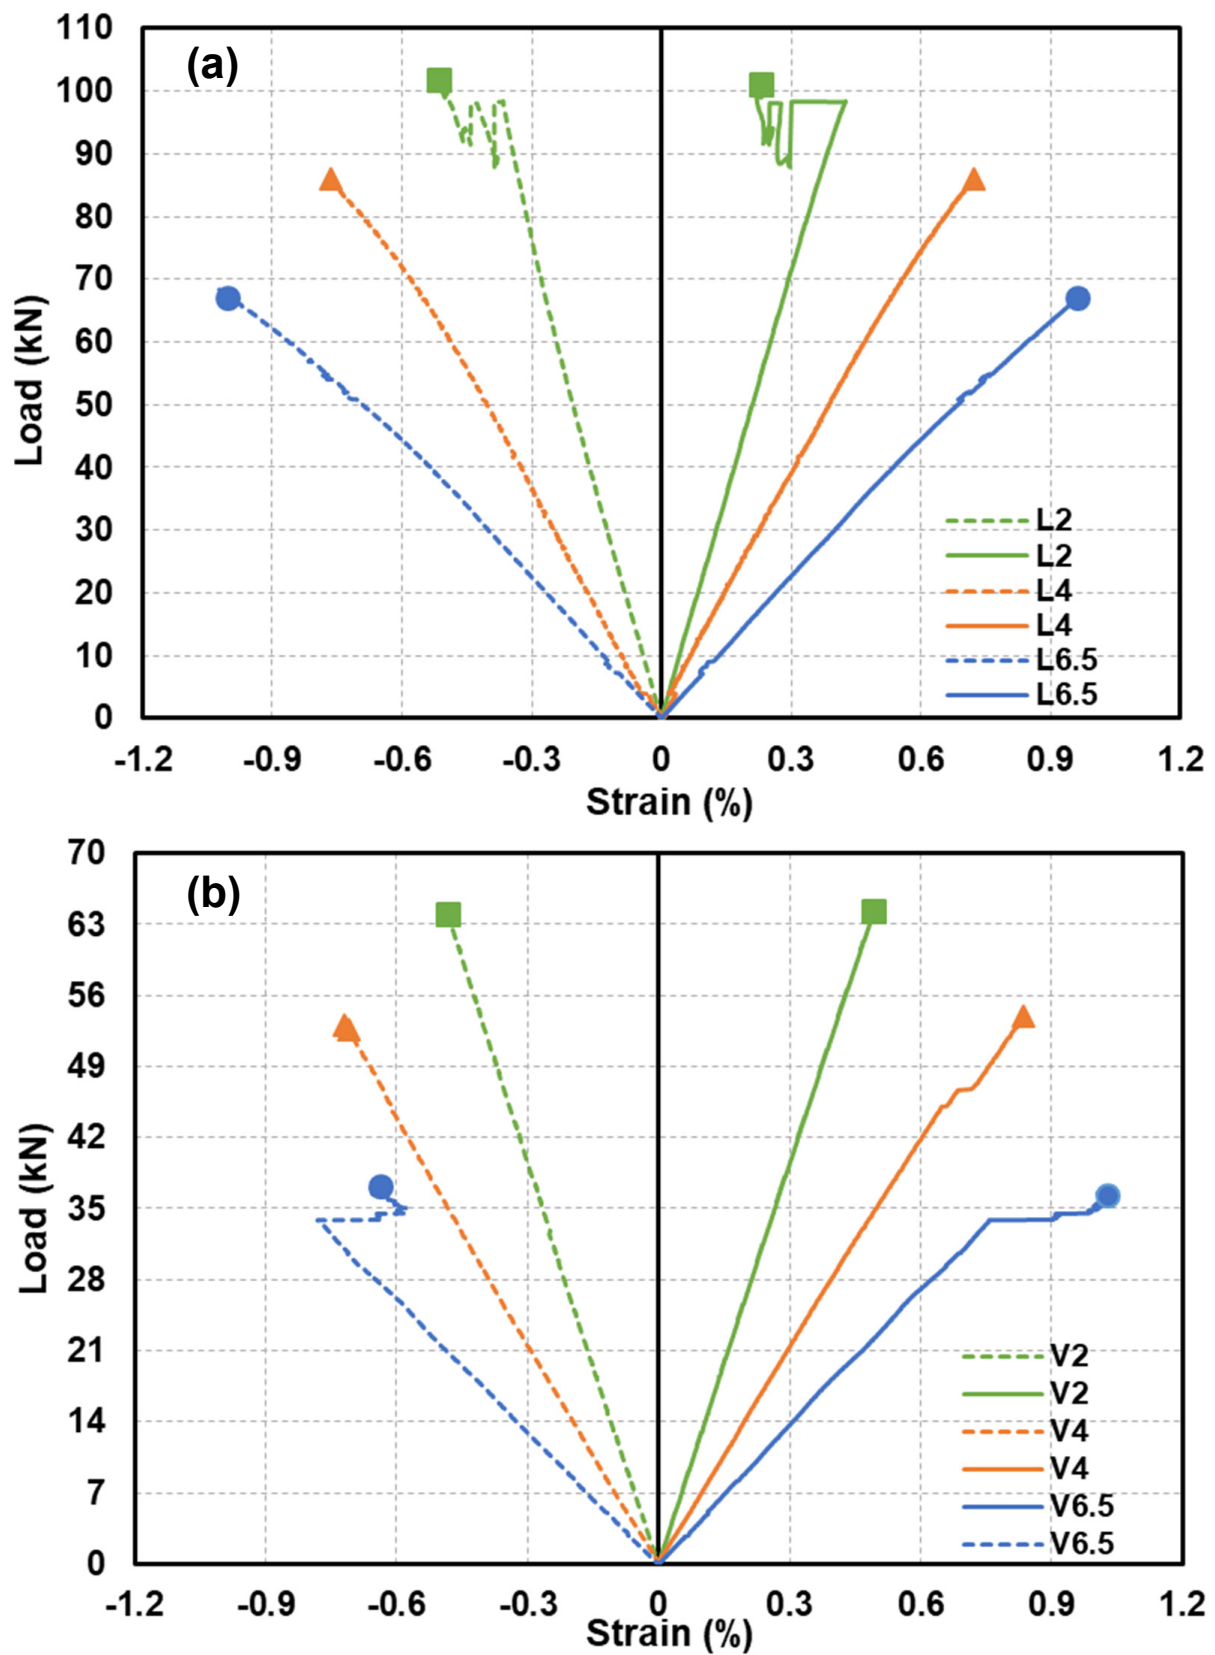 (a)
110
100
90
80
70
60
50
40
30
20
10
0
Load (kN)
L2
L2
L4
L4
L6.5
L6.5
-1.2 -0.9 -0.6 -0.3 0 0.3 0.6 0.9 1.2
Strain (%)
(b)
70
63
56
49
42
35
28
21
14
7
0
Load (kN)
V2
V2
V4
V4
V6.5
V6.5
-1.2 -0.9 -0.6 -0.3 0 0.3 0.6 0.9 1.2
Strain (%)